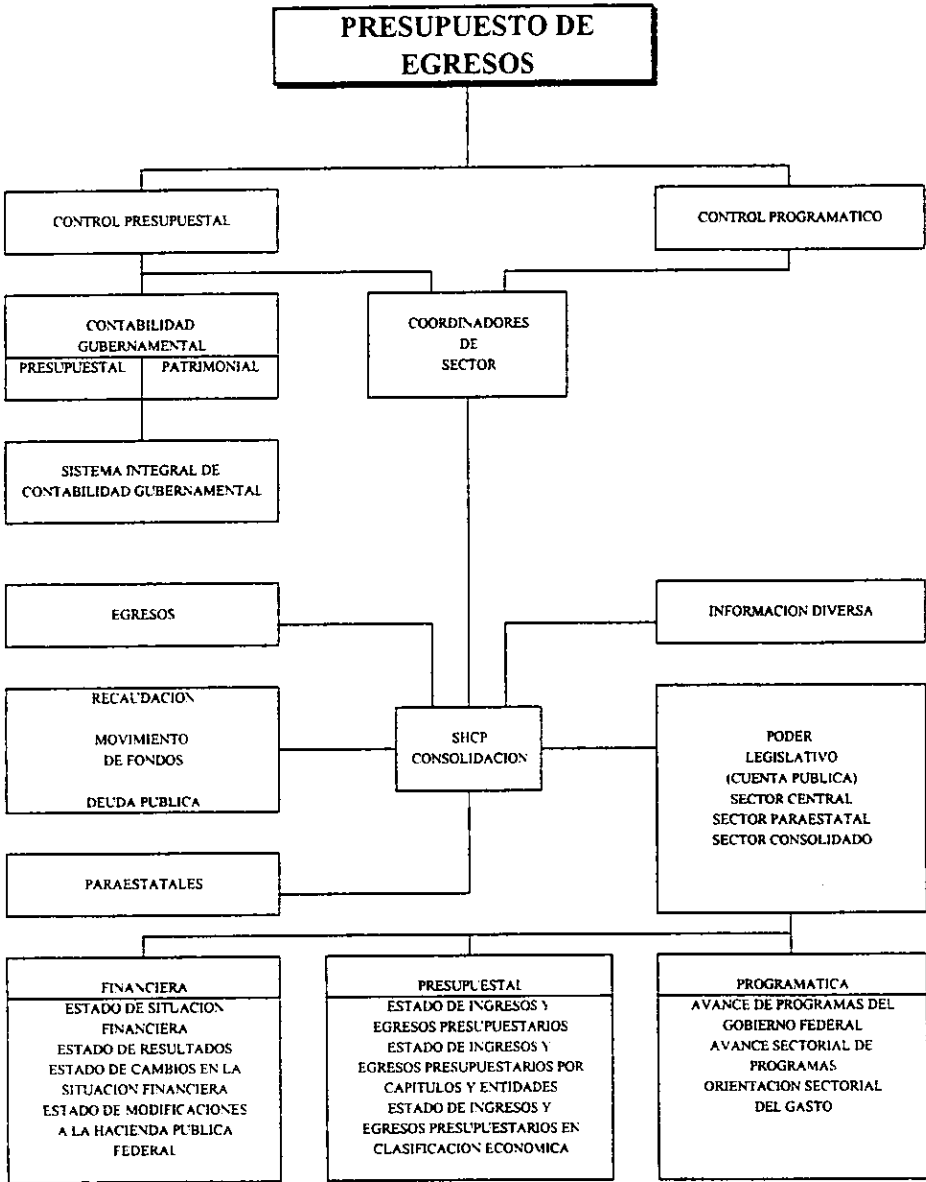 PRESUPUESTO DE
EGRESOS
CONTROL PRESUPUESTAL
CONTROL PROGRAMATICO
CONTABILIDAD
GUBERNAMENTAL
PRESUPUESTAL
PATRIMONIAL
COORDINADORES
DE
SECTOR
SISTEMA INTEGRAL DE
CONTABILIDAD GUBERNAMENTAL
EGRESOS
INFORMACION DIVERSA
RECAUDACION
MOVIMIENTO
DE FONDOS
DEUDA PUBLICA
SHCP
CONSOLIDACION
PODER
LEGISLATIVO
(CUENTA PUBLICA)
SECTOR CENTRAL
SECTOR PARAESTATAL
SECTOR CONSOLIDADO
PARAESTATALES
FINANCIERA
ESTADO DE SITUACION
FINANCIERA
ESTADO DE RESULTADOS
ESTADO DE CAMBIOS EN LA
SITUACION FINANCIERA
ESTADO DE MODIFICACIONES
A LA HACIENDA PUBLICA
FEDERAL
PRESUPUESTAL
ESTADO DE INGRESOS Y
EGRESOS PRESUPUESTARIOS
ESTADO DE INGRESOS Y
EGRESOS PRESUPUESTARIOS POR
CAPITULOS Y ENTIDADES
ESTADO DE INGRESOS Y
EGRESOS PRESUPUESTARIOS EN
CLASIFICACION ECONOMICA
PROGRAMATICA
AVANCE DE PROGRAMAS DEL
GOBIERNO FEDERAL
AVANCE SECTORIAL DE
PROGRAMAS
ORIENTACION SECTORIAL
DEL GASTO